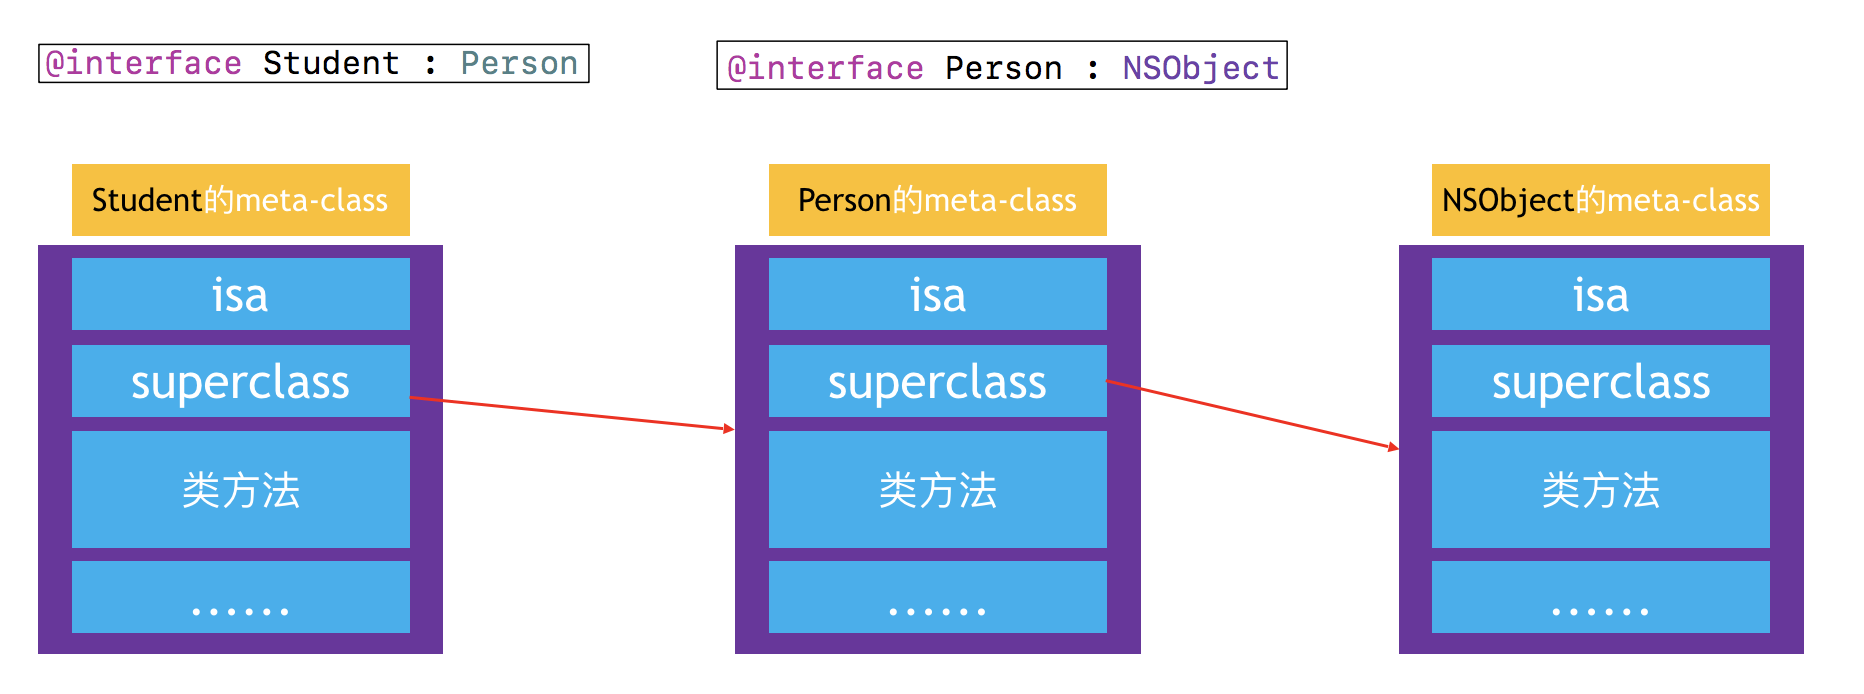 @interface Student : Person
@interface Person : NSObject
Student的meta-class
isa
superclass
类方法
......
Person的meta-class
isa
superclass
类方法
......
NSObject的meta-class
isa
superclass
类方法
......